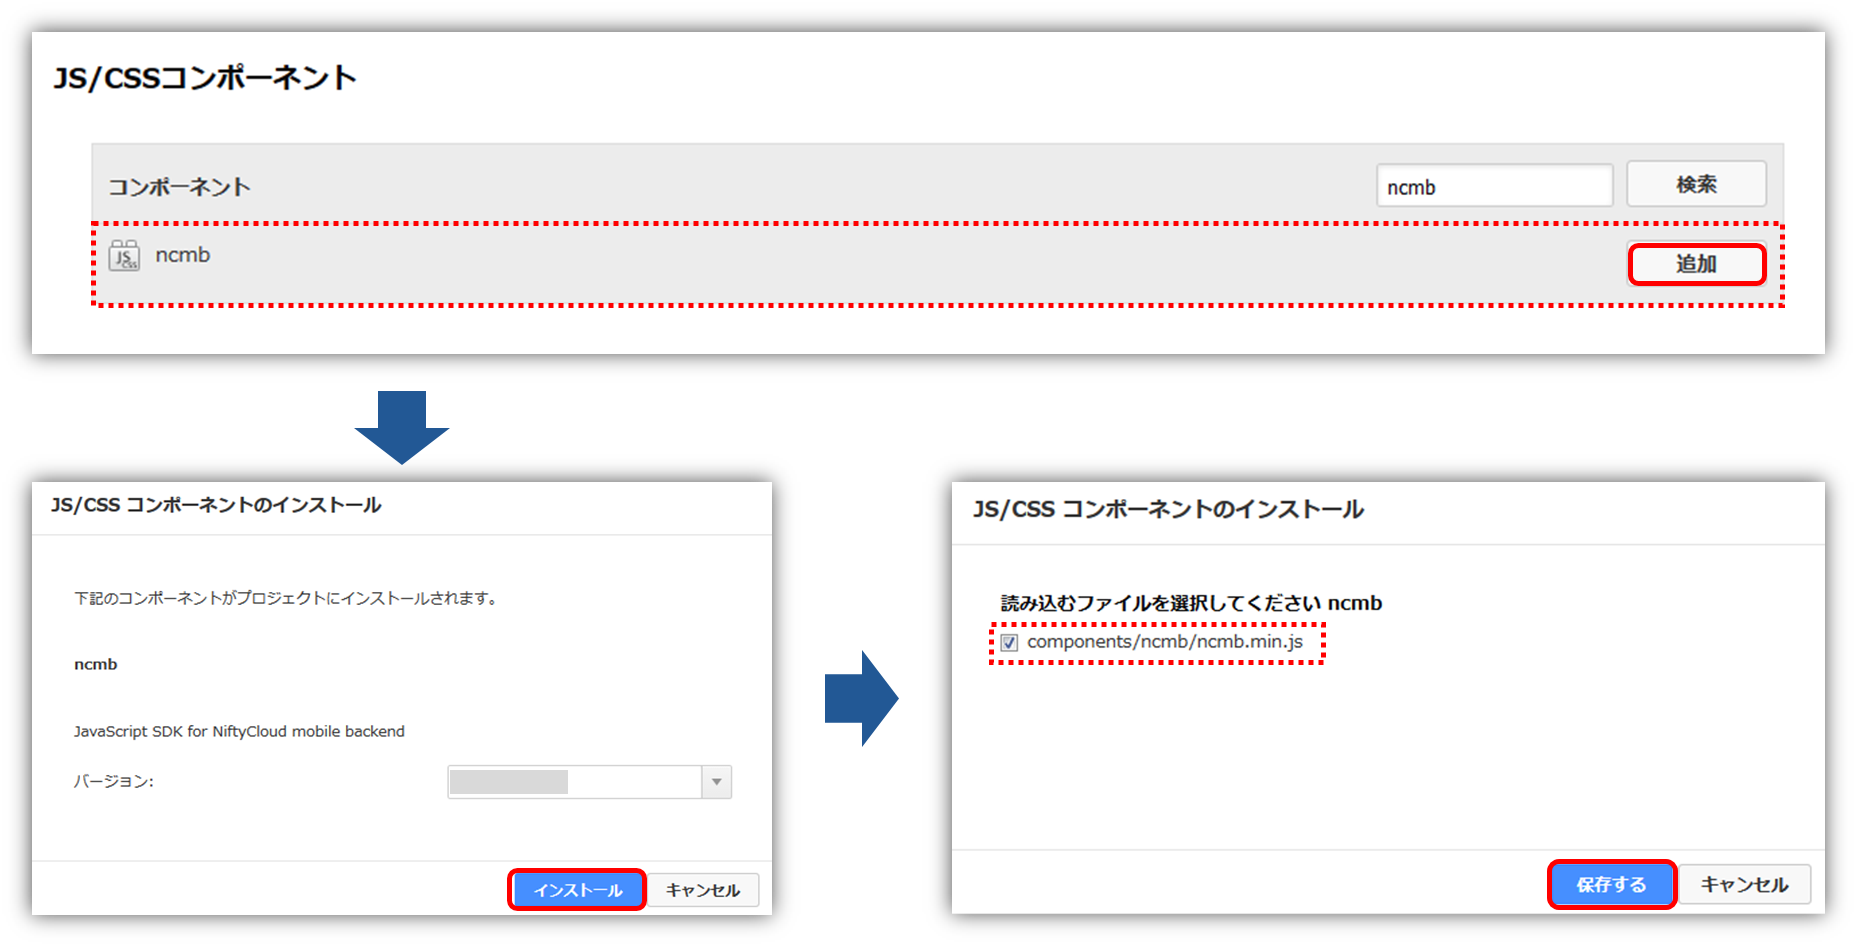 JS/CSSコンポーネント
コンポーネント
ncmb
検索
JS
CSS
ncmb
追加
JS/CSS コンポーネントのインストール
下記のコンポーネントがプロジェクトにインストールされます。
ncmb
JavaScript SDK for NiftyCloud mobile backend
バージョン:
インストール
キャンセル
JS/CSS コンポーネントのインストール
読み込むファイルを選択してください ncmb
components/ncmb/ncmb.min.js
保存する
キャンセル